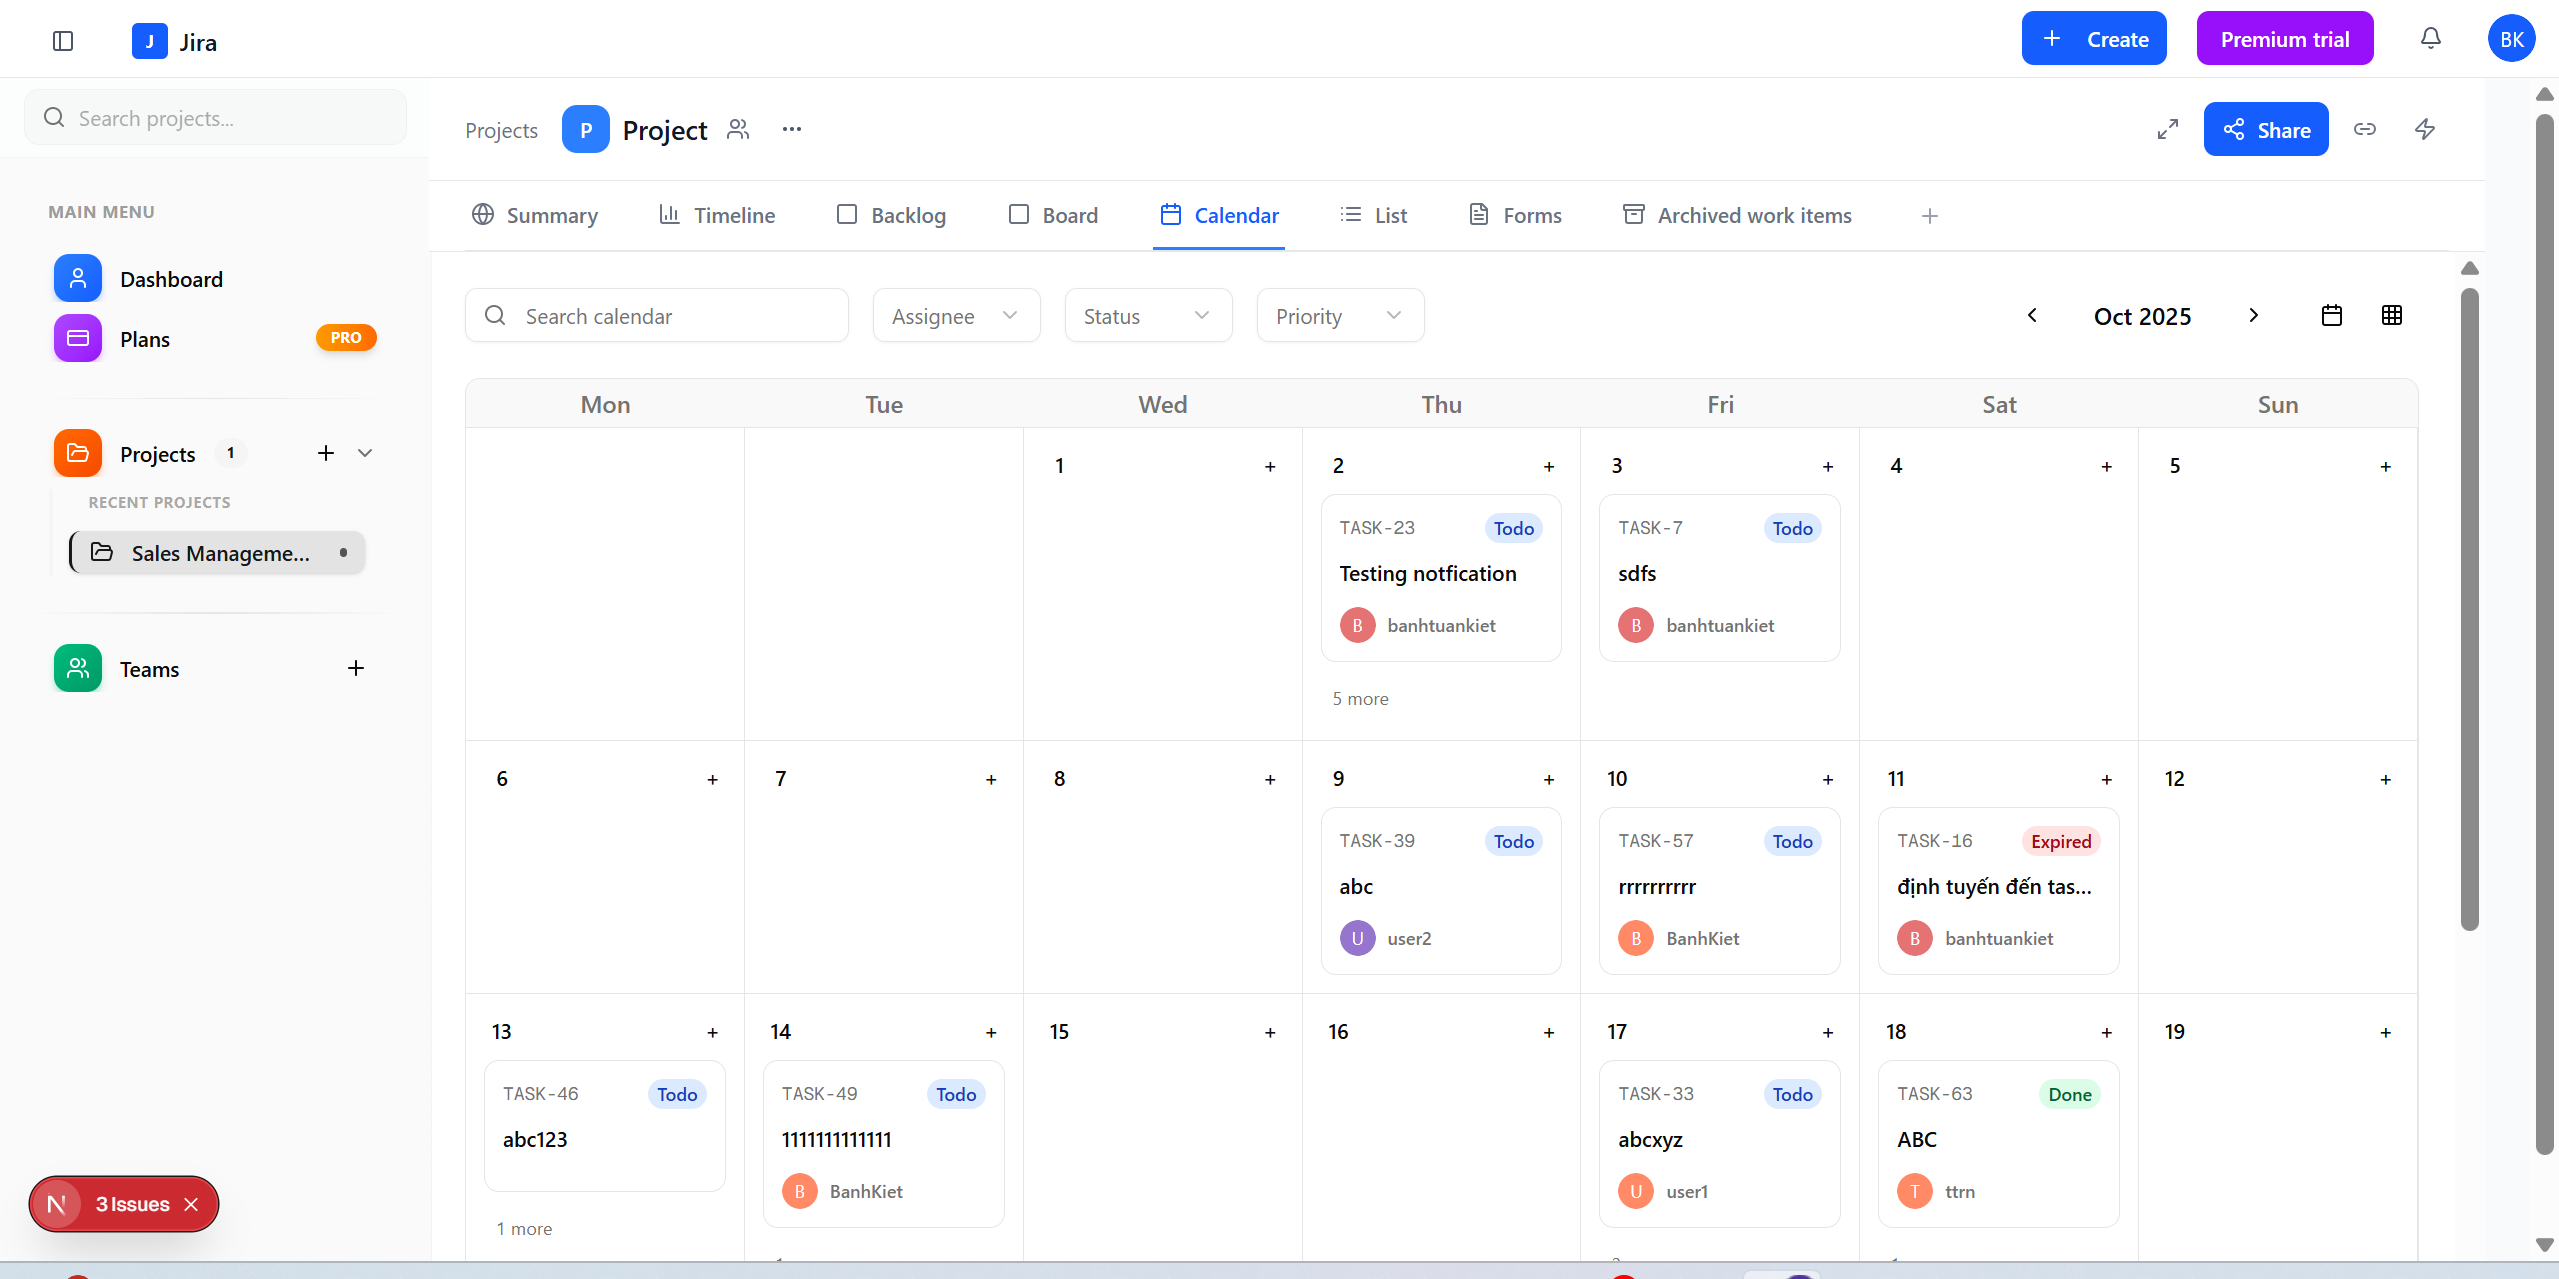 J Jira
Create
Premium trial
BK
Search projects...
Projects P Project
Share
MAIN MENU
Summary Timeline Backlog Board Calendar List Forms Archived work items
Dashboard
Plans PRO
Search calendar Assignee Status Priority Oct 2025
Projects 1
RECENT PROJECTS
Sales Manageme...
Teams
Mon Tue Wed Thu Fri Sat Sun
1 + 2 + 3 + 4 + 5 +
TASK-23 Todo
Testing notfication
B banhtuankiet
5 more
TASK-7 Todo
sdfs
B banhtuankiet
6 + 7 + 8 + 9 + 10 + 11 + 12 +
TASK-39 Todo
abc
U user2
TASK-57 Todo
rrrrrrrrrr
B BanhKiet
TASK-16 Expired
định tuyến đến tas...
B banhtuankiet
13 + 14 + 15 + 16 + 17 + 18 + 19 +
TASK-46 Todo
abc123
1 more
TASK-49 Todo
1111111111111
B BanhKiet
TASK-33 Todo
abcxyz
U user1
TASK-63 Done
ABC
T ttrn
N 3 Issues